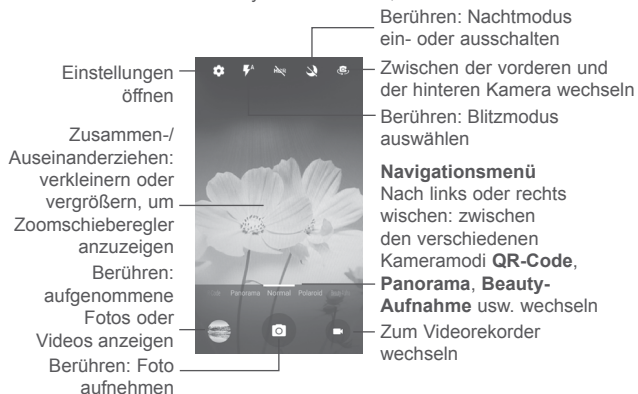 Berühren: Nachtmodus
ein- oder ausschalten
Einstellungen
öffnen
Zwischen der vorderen und
der hinteren Kamera wechseln
Berühren: Blitzmodus
auswählen
Zusammen-/
Auseinanderziehen:
verkleinern oder
vergrößern, um
Zoomschieberegler
anzuzeigen
Navigationsmenü
Nach links oder rechts
wischen: zwischen
den verschiedenen
Kameramodi QR-Code,
Panorama, Beauty-
Aufnahme usw. wechseln
Berühren:
aufgenommene
Fotos oder
Videos anzeigen
A
HDR
Panorama Normal Polaroid
Zum Videorekorder
wechseln
Berühren: Foto
aufnehmen